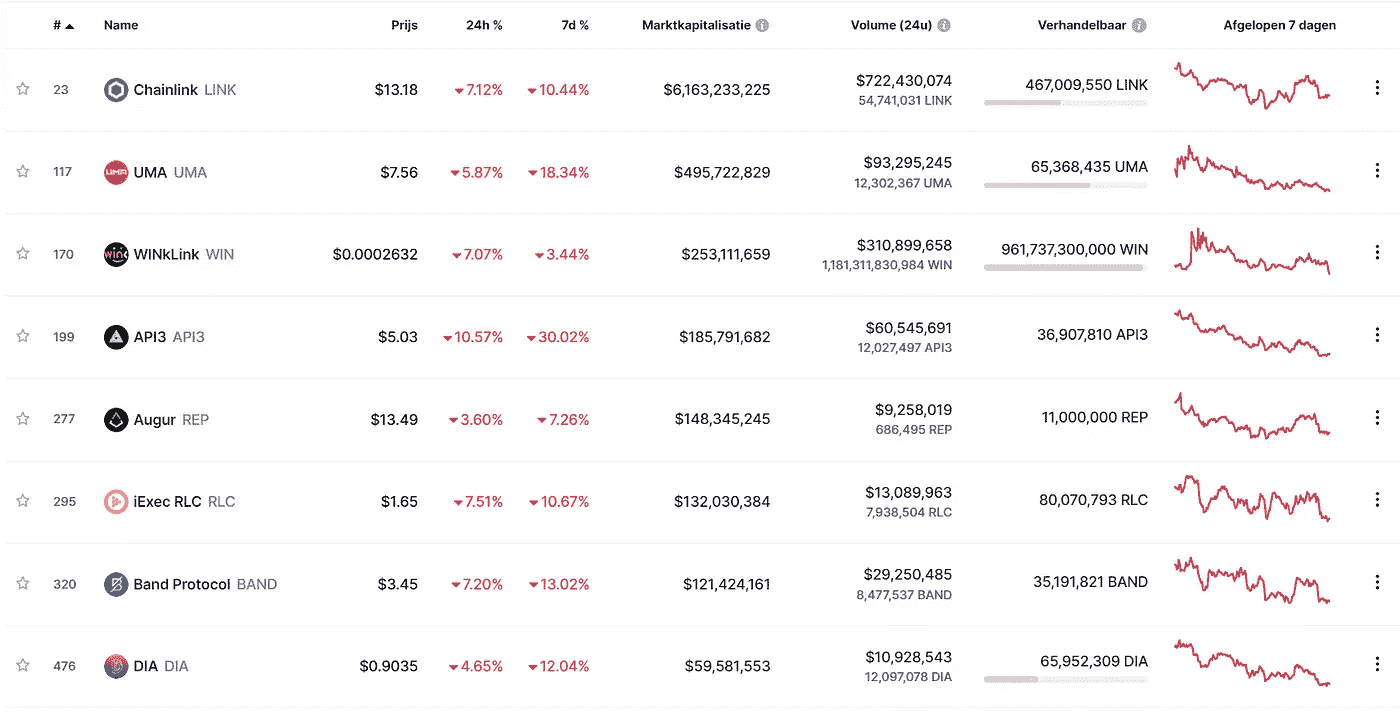 # # Name Prijs 24h % 7d % Marktkapitalisatie Volume (24u) Verhandelbaar Afgelopen 7 dagen
23 Chainlink LINK $13.18 7.12% 10.44% $6,163,233,225 $722,430,074 467,009,550 LINK
54,741,031 LINK
117 UMA UMA UMA $7.56 5.87% 18.34% $495,722,829 $93,295,245 65,368,435 UMA
12,302,367 UMA
170 WIN WINkLink WIN $0.0002632 7.07% 3.44% $253,111,659 $310,899,658 961,737,300,000 WIN
1,181,311,830,984 WIN
199 API3 API3 $5.03 10.57% 30.02% $185,791,682 $60,545,691 36,907,810 API3
12,027,497 API3
277 Augur REP $13.49 3.60% 7.26% $148,345,245 $9,258,019 11,000,000 REP
686,495 REP
295 iExec RLC RLC $1.65 7.51% 10.67% $132,030,384 $13,089,963 80,070,793 RLC
7,938,504 RLC
320 Band Protocol BAND $3.45 7.20% 13.02% $121,424,161 $29,250,485 35,191,821 BAND
8,477,537 BAND
476 DIA DIA $0.9035 4.65% 12.04% $59,581,553 $10,928,543 65,952,309 DIA
12,097,078 DIA